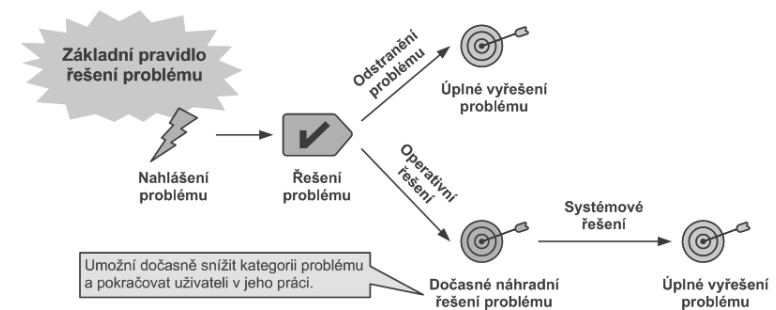 Základní pravidlo
řešení problému
Nahlášení
problému
Řešení
problému
Odstranění
problému
Úplné vyřešení
problému
Operativní
řešení
Umožní dočasně snížit kategorii problému
a pokračovat uživateli v jeho práci.
Dočasné náhradní
řešení problému
Systémové
řešení
Úplné vyřešení
problému